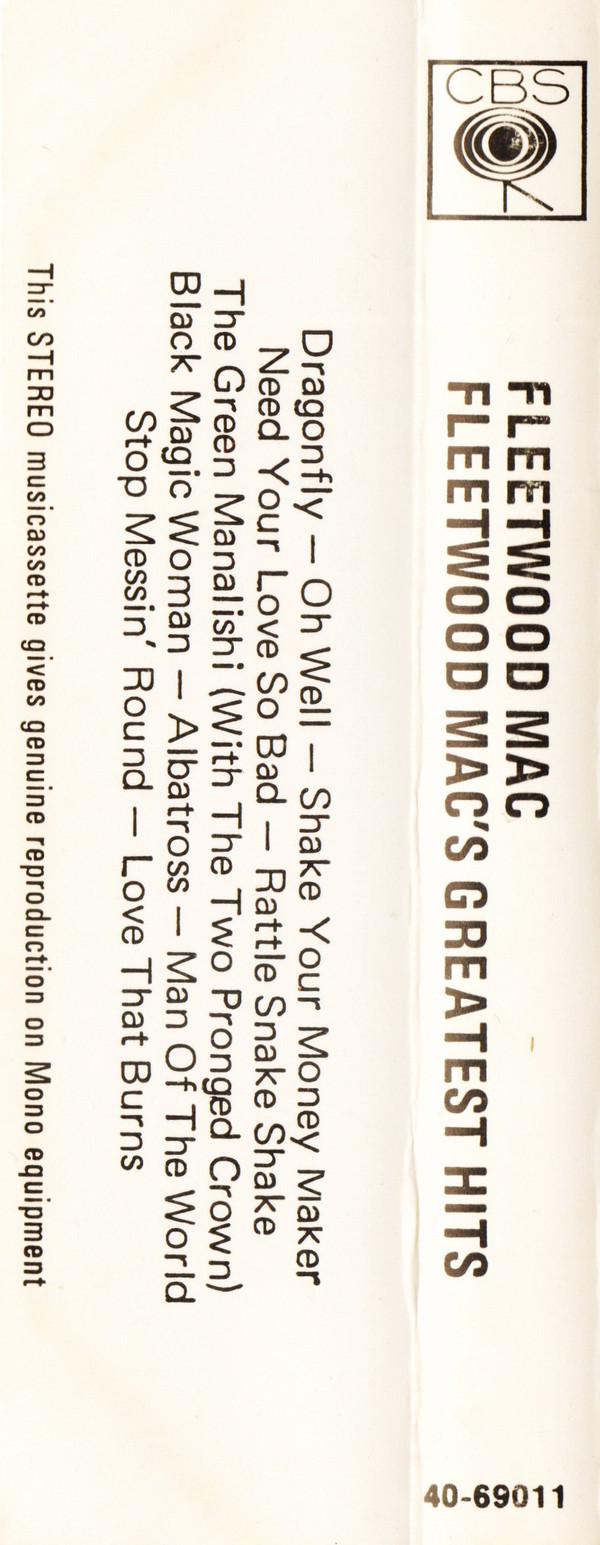 CBS
FLEETWOOD MAC
FLEETWOOD MAC'S GREATEST HITS
40-69011
Dragonfly — Oh Well — Shake Your Money Maker
Need Your Love So Bad — Rattle Snake Shake
The Green Manalishi (With The Two Pronged Crown)
Black Magic Woman — Albatross — Man Of The World
Stop Messin' Round — Love That Burns
This STEREO musicassette gives genuine reproduction on Mono equipment